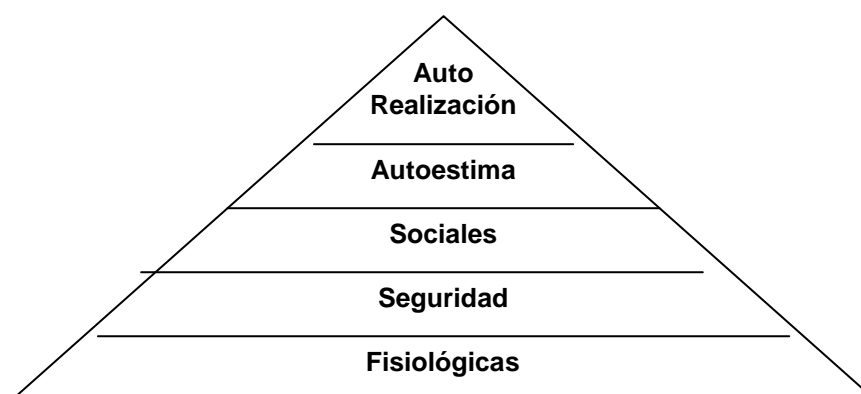 Auto
Realización
Autoestima
Sociales
Seguridad
Fisiológicas